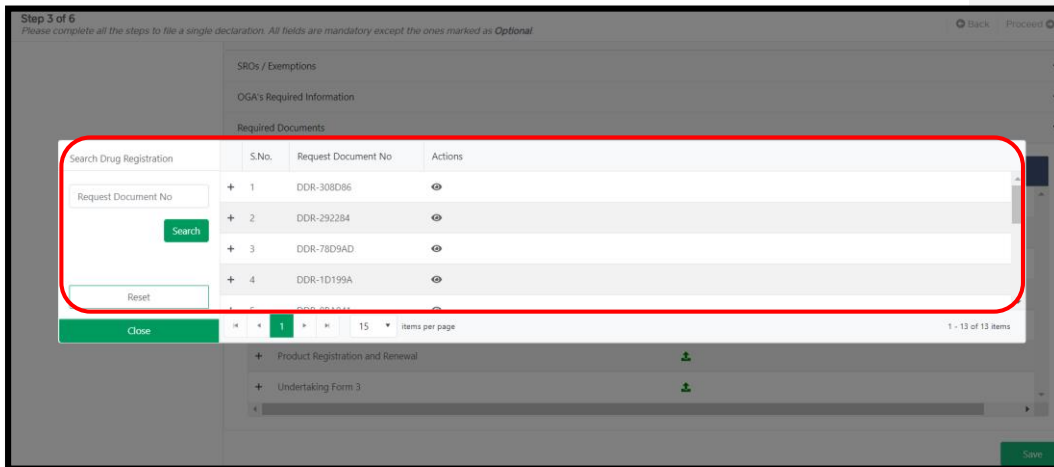 Step 3 of 6
Please complete all the steps to file a single declaration. All fields are mandatory except the ones marked as Optional.
Back Proceed
SROs / Exemptions
OGA's Required Information
Required Documents
Search Drug Registration
Request Document No
Search
Reset
Close
S.No. Request Document No Actions
1 DDR-308D86
2 DDR-292284
3 DDR-78D9AD
4 DDR-1D199A
1 15 items per page 1 - 13 of 13 items
Product Registration and Renewal
Undertaking Form 3
Save